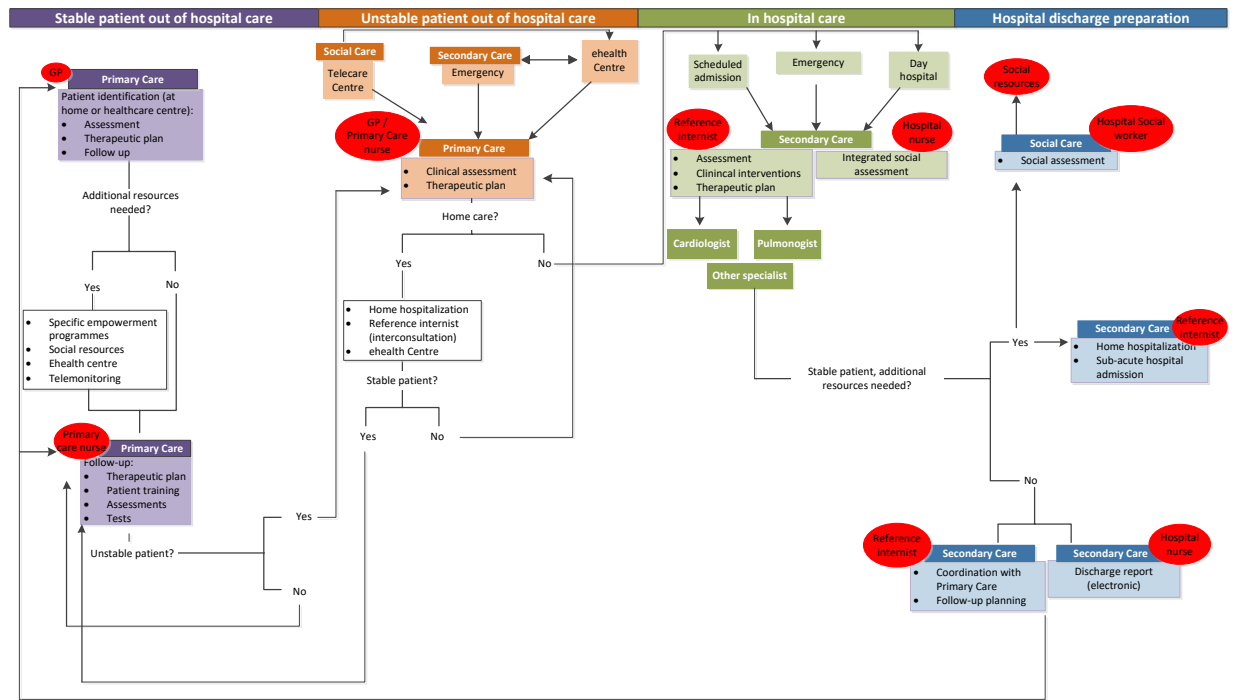 Stable patient out of hospital care
Unstable patient out of hospital care
In hospital care
Hospital discharge preparation
GP
Primary Care
Patient identification (at
home or healthcare centre):
• Assessment
• Therapeutic plan
• Follow up
Additional resources
needed?
Yes
No
• Specific empowerment
programmes
• Social resources
• Ehealth centre
• Telemonitoring
Primary
care nurse
Primary Care
Follow-up:
• Therapeutic plan
• Patient training
• Assessments
• Tests
Unstable patient?
Yes
No
Social Care
Telecare
Centre
Secondary Care
Emergency
ehealth
Centre
GP /
Primary Care
nurse
Primary Care
• Clinical assessment
• Therapeutic plan
Home care?
Yes
No
• Home hospitalization
• Reference internist
(interconsultation)
• ehealth Centre
Stable patient?
Yes
No
Scheduled
admission
Emergency
Day
hospital
Reference
internist
Hospital
nurse
Secondary Care
• Assessment
• Clinincal interventions
• Therapeutic plan
Integrated social
assessment
Cardiologist
Pulmonogist
Other specialist
Stable patient, additional
resources needed?
Yes
No
Social
resources
Hospital Social
worker
Social Care
• Social assessment
Reference
internist
Secondary Care
• Home hospitalization
• Sub-acute hospital
admission
Reference
internist
Secondary Care
• Coordination with
Primary Care
• Follow-up planning
Hospital
nurse
Secondary Care
Discharge report
(electronic)